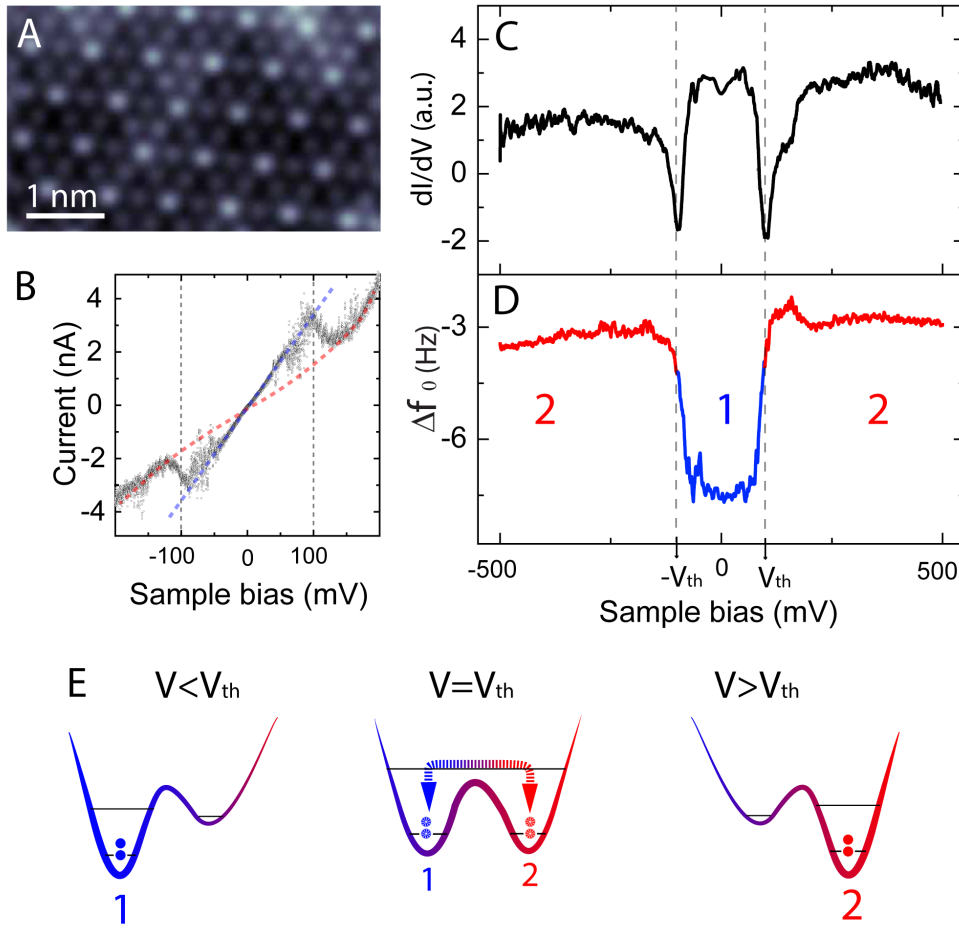 A
1 nm
B
4
2
0
-2
-4
Current (nA)
-100
0
100
Sample bias (mV)
C
4
2
0
-2
dI/dV (a.u.)
D
-3
-6
Δf 0 (Hz)
2
1
2
-500
-Vth
0
Vth
500
Sample bias (mV)
E
V<Vth
V=Vth
V>Vth
1
1
2
2